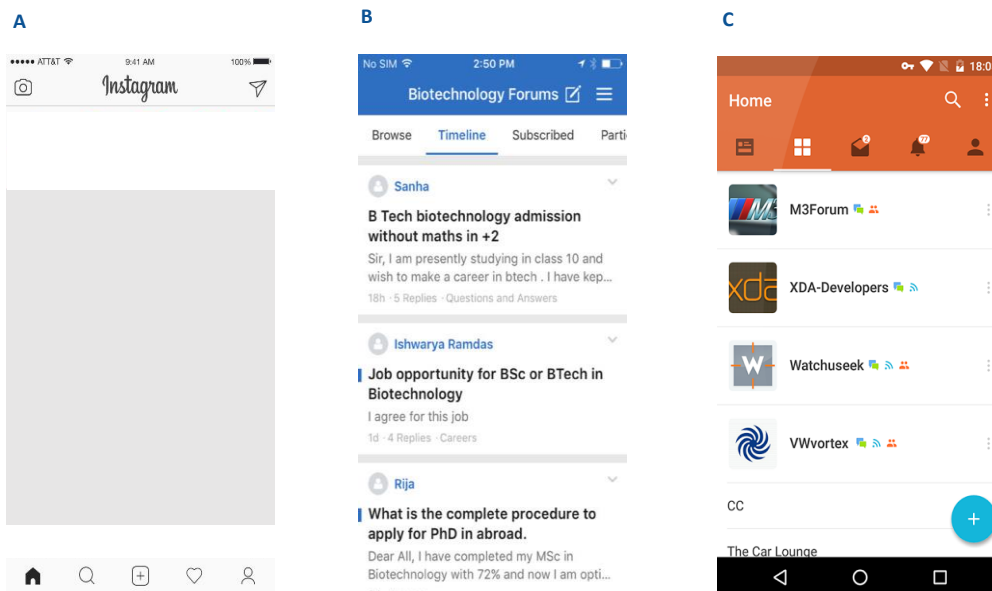 A
ATT&T 9:41 AM 100%
Instagram
B
No SIM 2:50 PM
Biotechnology Forums
Browse Timeline Subscribed Parti
Sanha
B Tech biotechnology admission
without maths in +2
Sir, I am presently studying in class 10 and
wish to make a career in btech . I have kep...
18h · 5 Replies · Questions and Answers
Ishwarya Ramdas
Job opportunity for BSc or BTech in
Biotechnology
I agree for this job
1d · 4 Replies · Careers
Rija
What is the complete procedure to
apply for PhD in abroad.
Dear All, I have completed my MSc in
Biotechnology with 72% and now I am opti...
C
18:0
Home
2 77
M3Forum
M3
XDA-Developers
xda
Watchuseek
W
VWvortex
CC
The Car Lounge